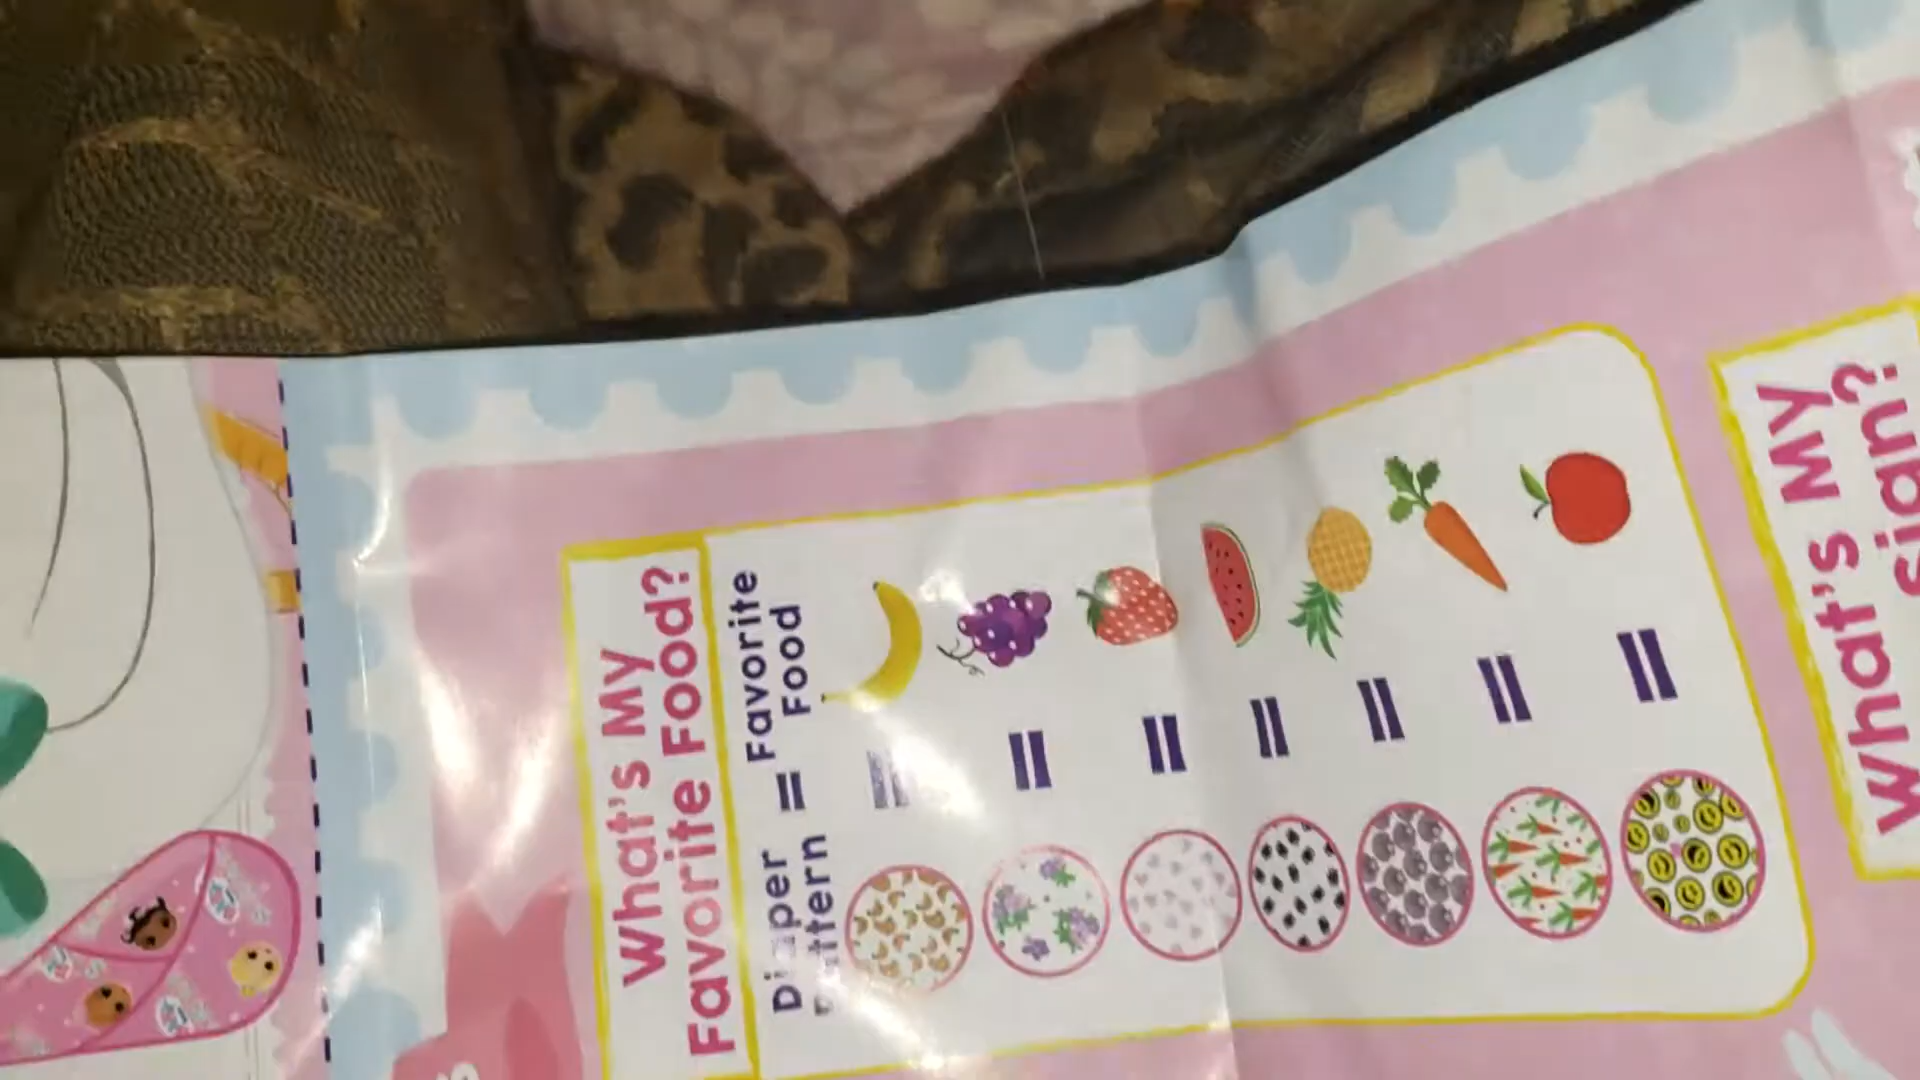 What's My
Favorite Food?
Diaper
Pattern
=
Favorite
Food
=
=
=
=
=
=
=
What's My
Sign?